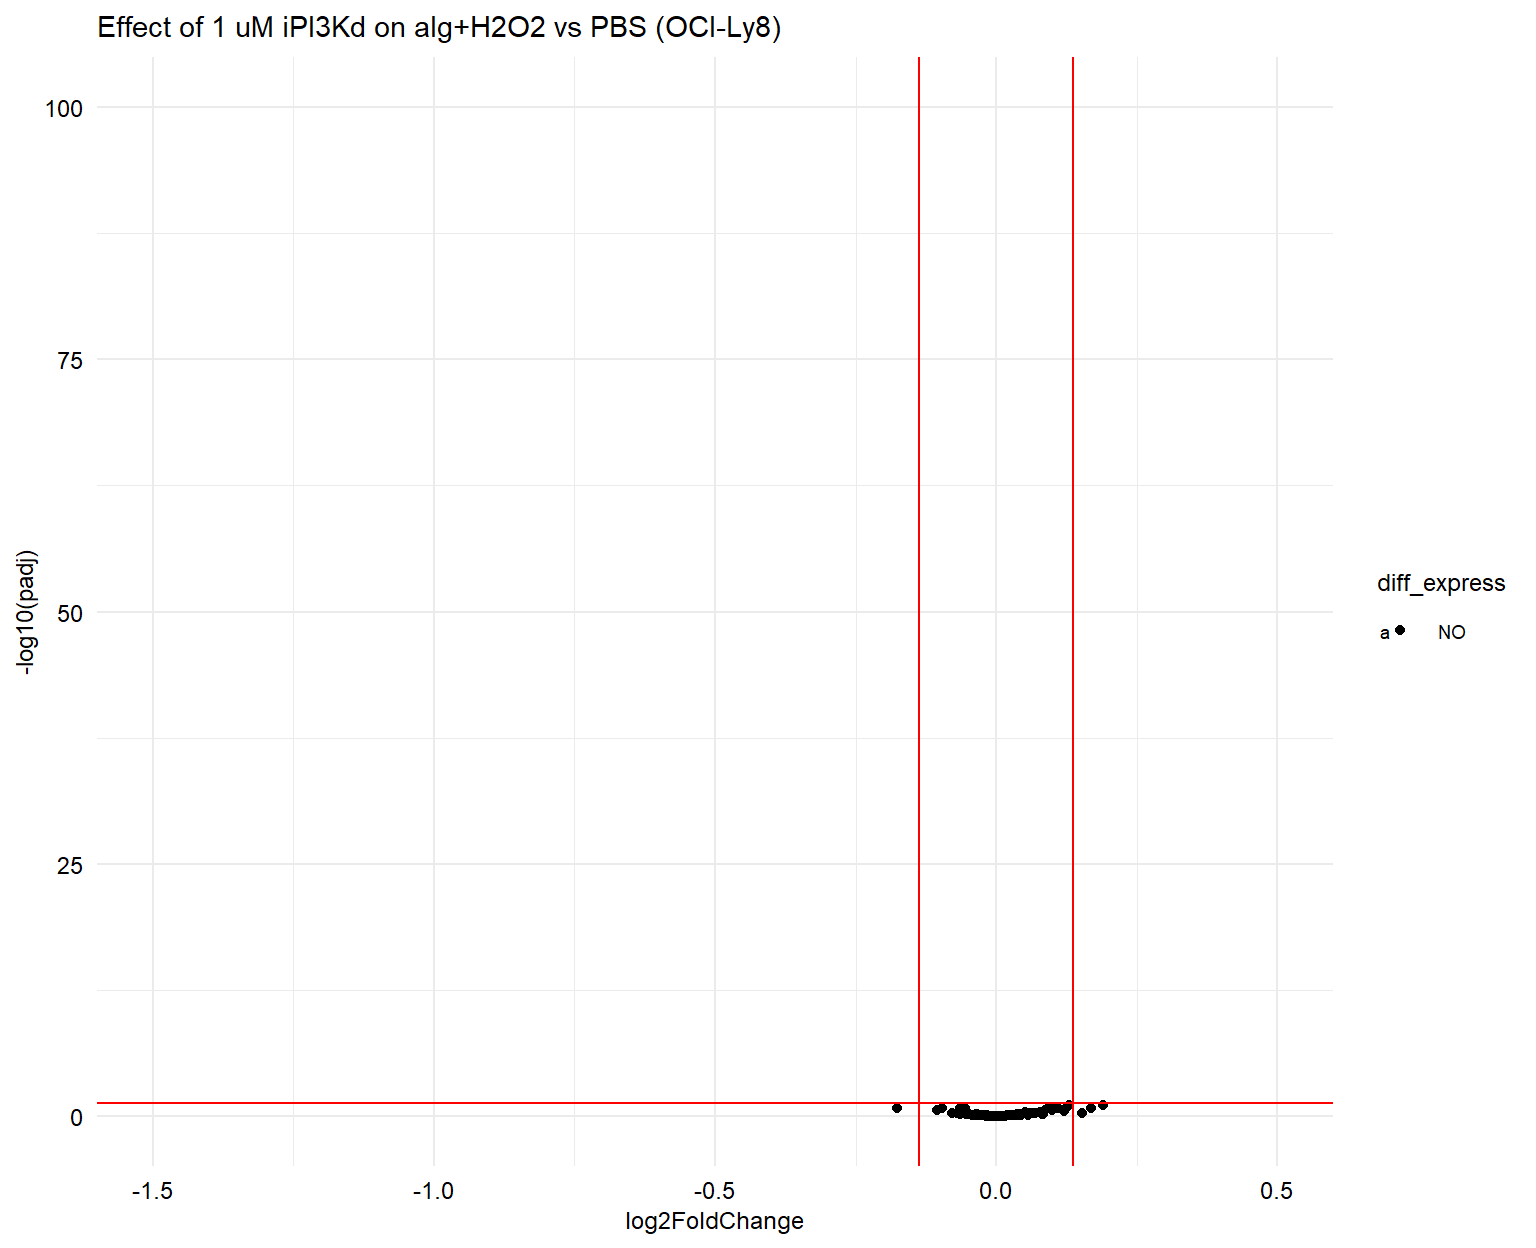 Effect of 1 uM iPI3Kd on aIg+H2O2 vs PBS (OCI-Ly8)
100
75
50
25
0
-log10(padj)
-1.5
-1.0
-0.5
0.0
0.5
log2FoldChange
diff_express
a NO